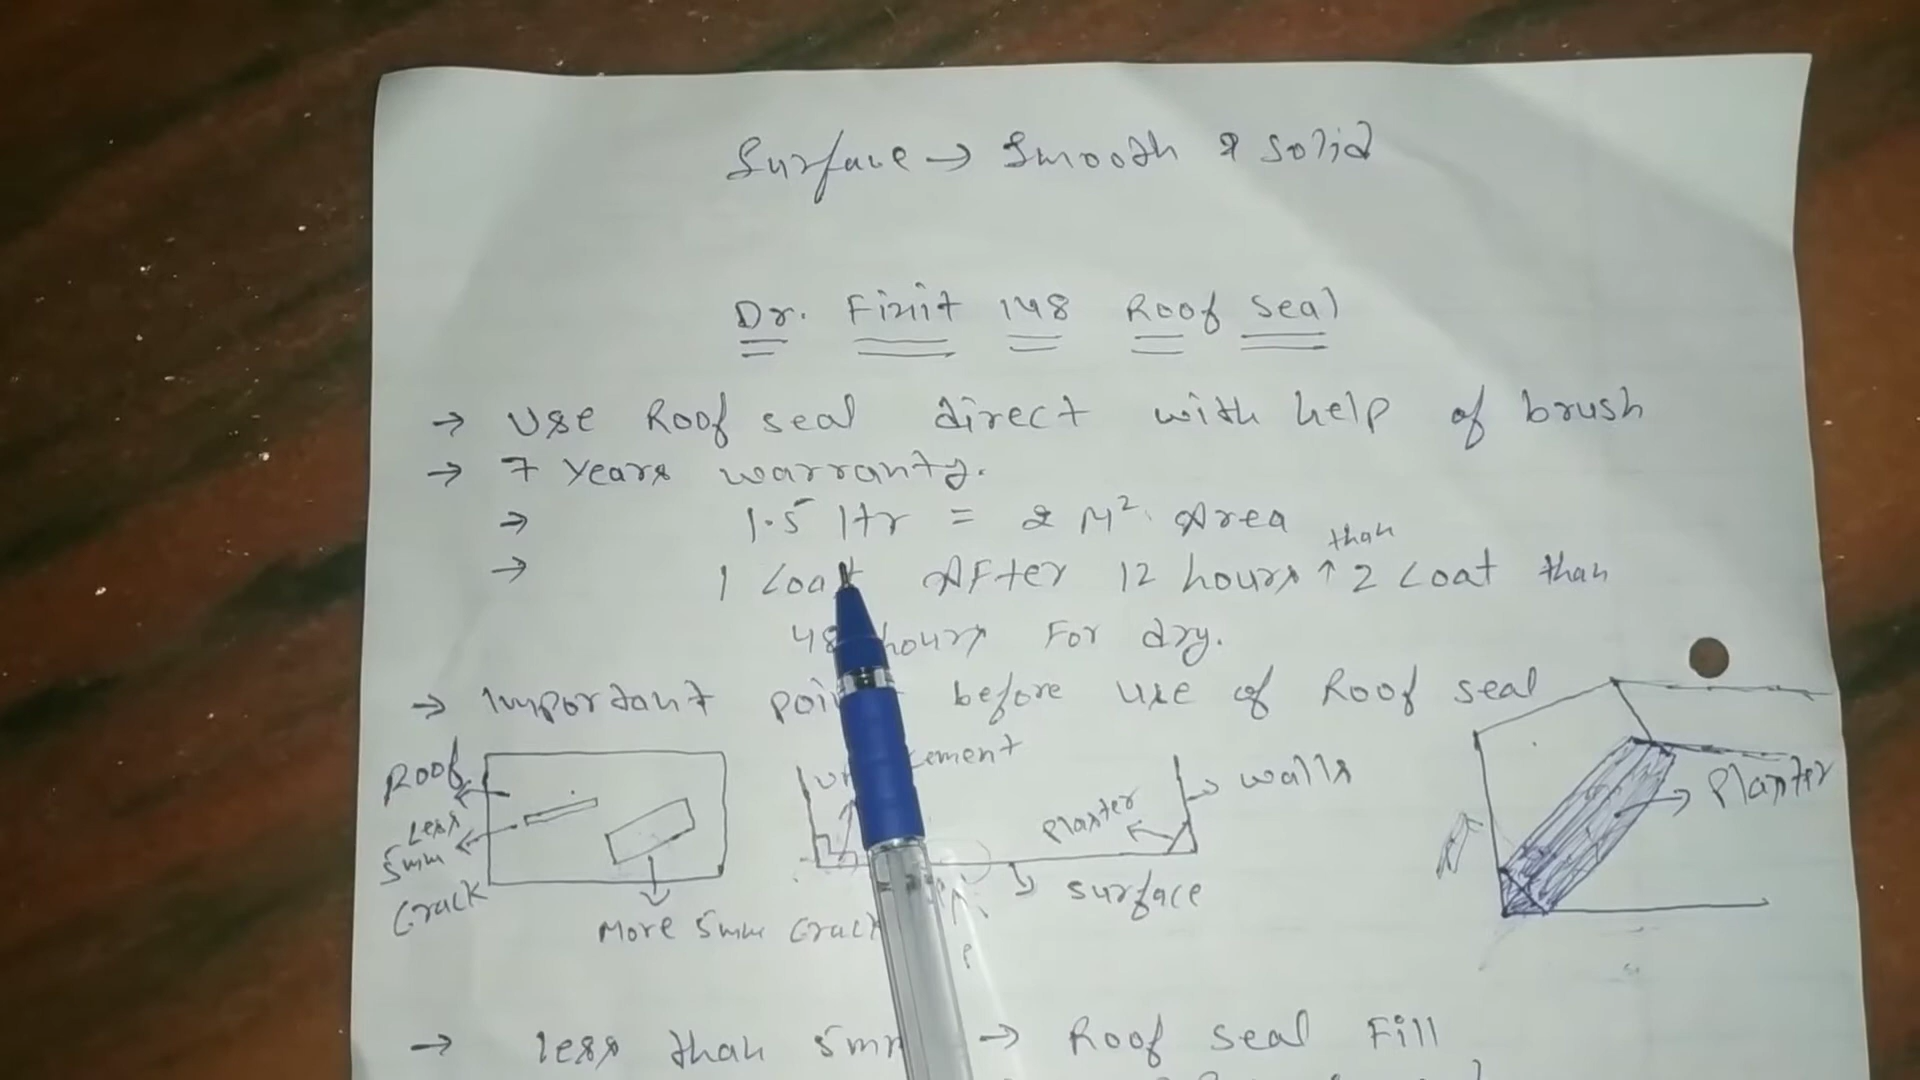 Surface → Smooth & Solid
Dr. Fixit 148 Roof Seal
→ Use Roof seal direct with help of brush
→ 7 Years warranty.
→ 1.5 ltr = 2 M² Area
than
→ 1 Coat After 12 hours ↑ 2 Coat than
48 hours For dry.
→ Important point before use of Roof seal
Roof
Less
5mm
Crack
More 5mm Crack
Plaster
walls
surface
Plaster
→ less than 5mm → Roof seal Fill